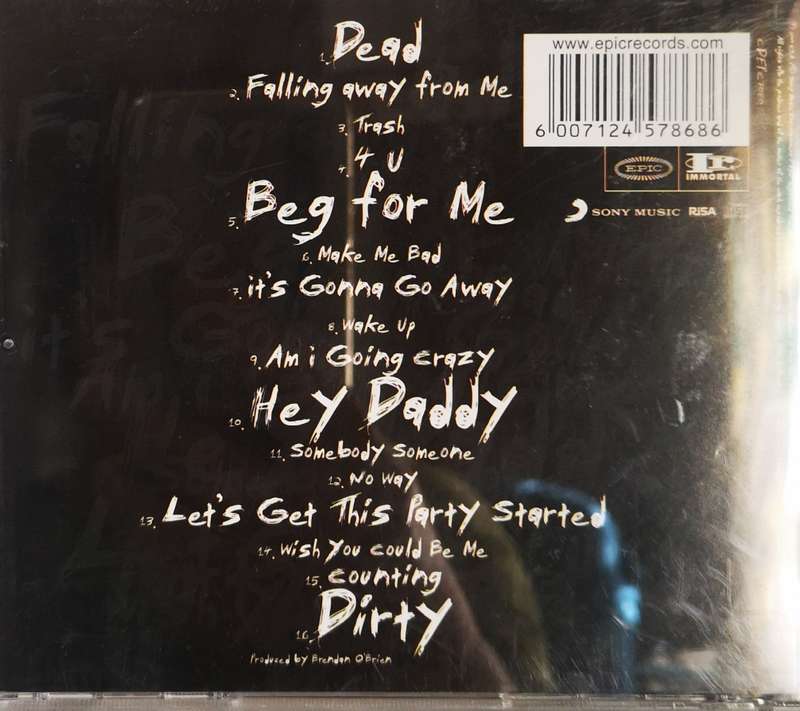 1. Dead
2. Falling away from Me
3. Trash
4. 4 U
5. Beg for Me
6. Make Me Bad
7. it's Gonna Go Away
8. Wake Up
9. Am i Going crazy
10. Hey Daddy
11. Somebody Someone
12. No Way
13. Let's Get This Party Started
14. Wish You could Be Me
15. counting
16. Dirty
Produced by Brendan O'Brien
www.epicrecords.com
6 007124 578686
EPIC
IMMORTAL
SONY MUSIC RiSA